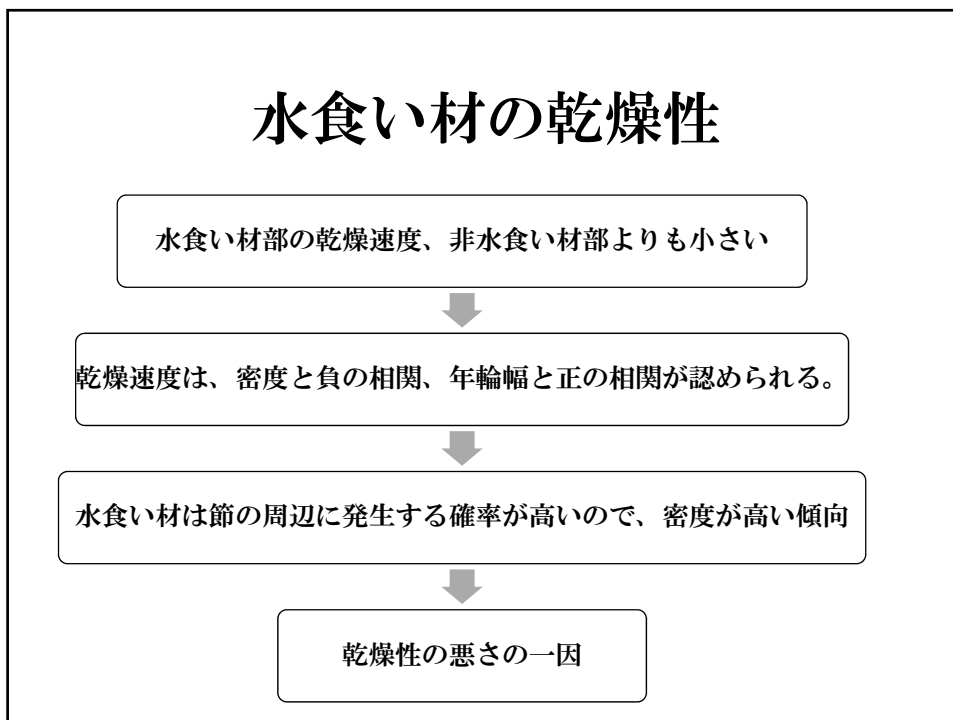 水食い材の乾燥性
水食い材部の乾燥速度、非水食い材部よりも小さい
乾燥速度は、密度と負の相関、年輪幅と正の相関が認められる。
水食い材は節の周辺に発生する確率が高いので、密度が高い傾向
乾燥性の悪さの一因